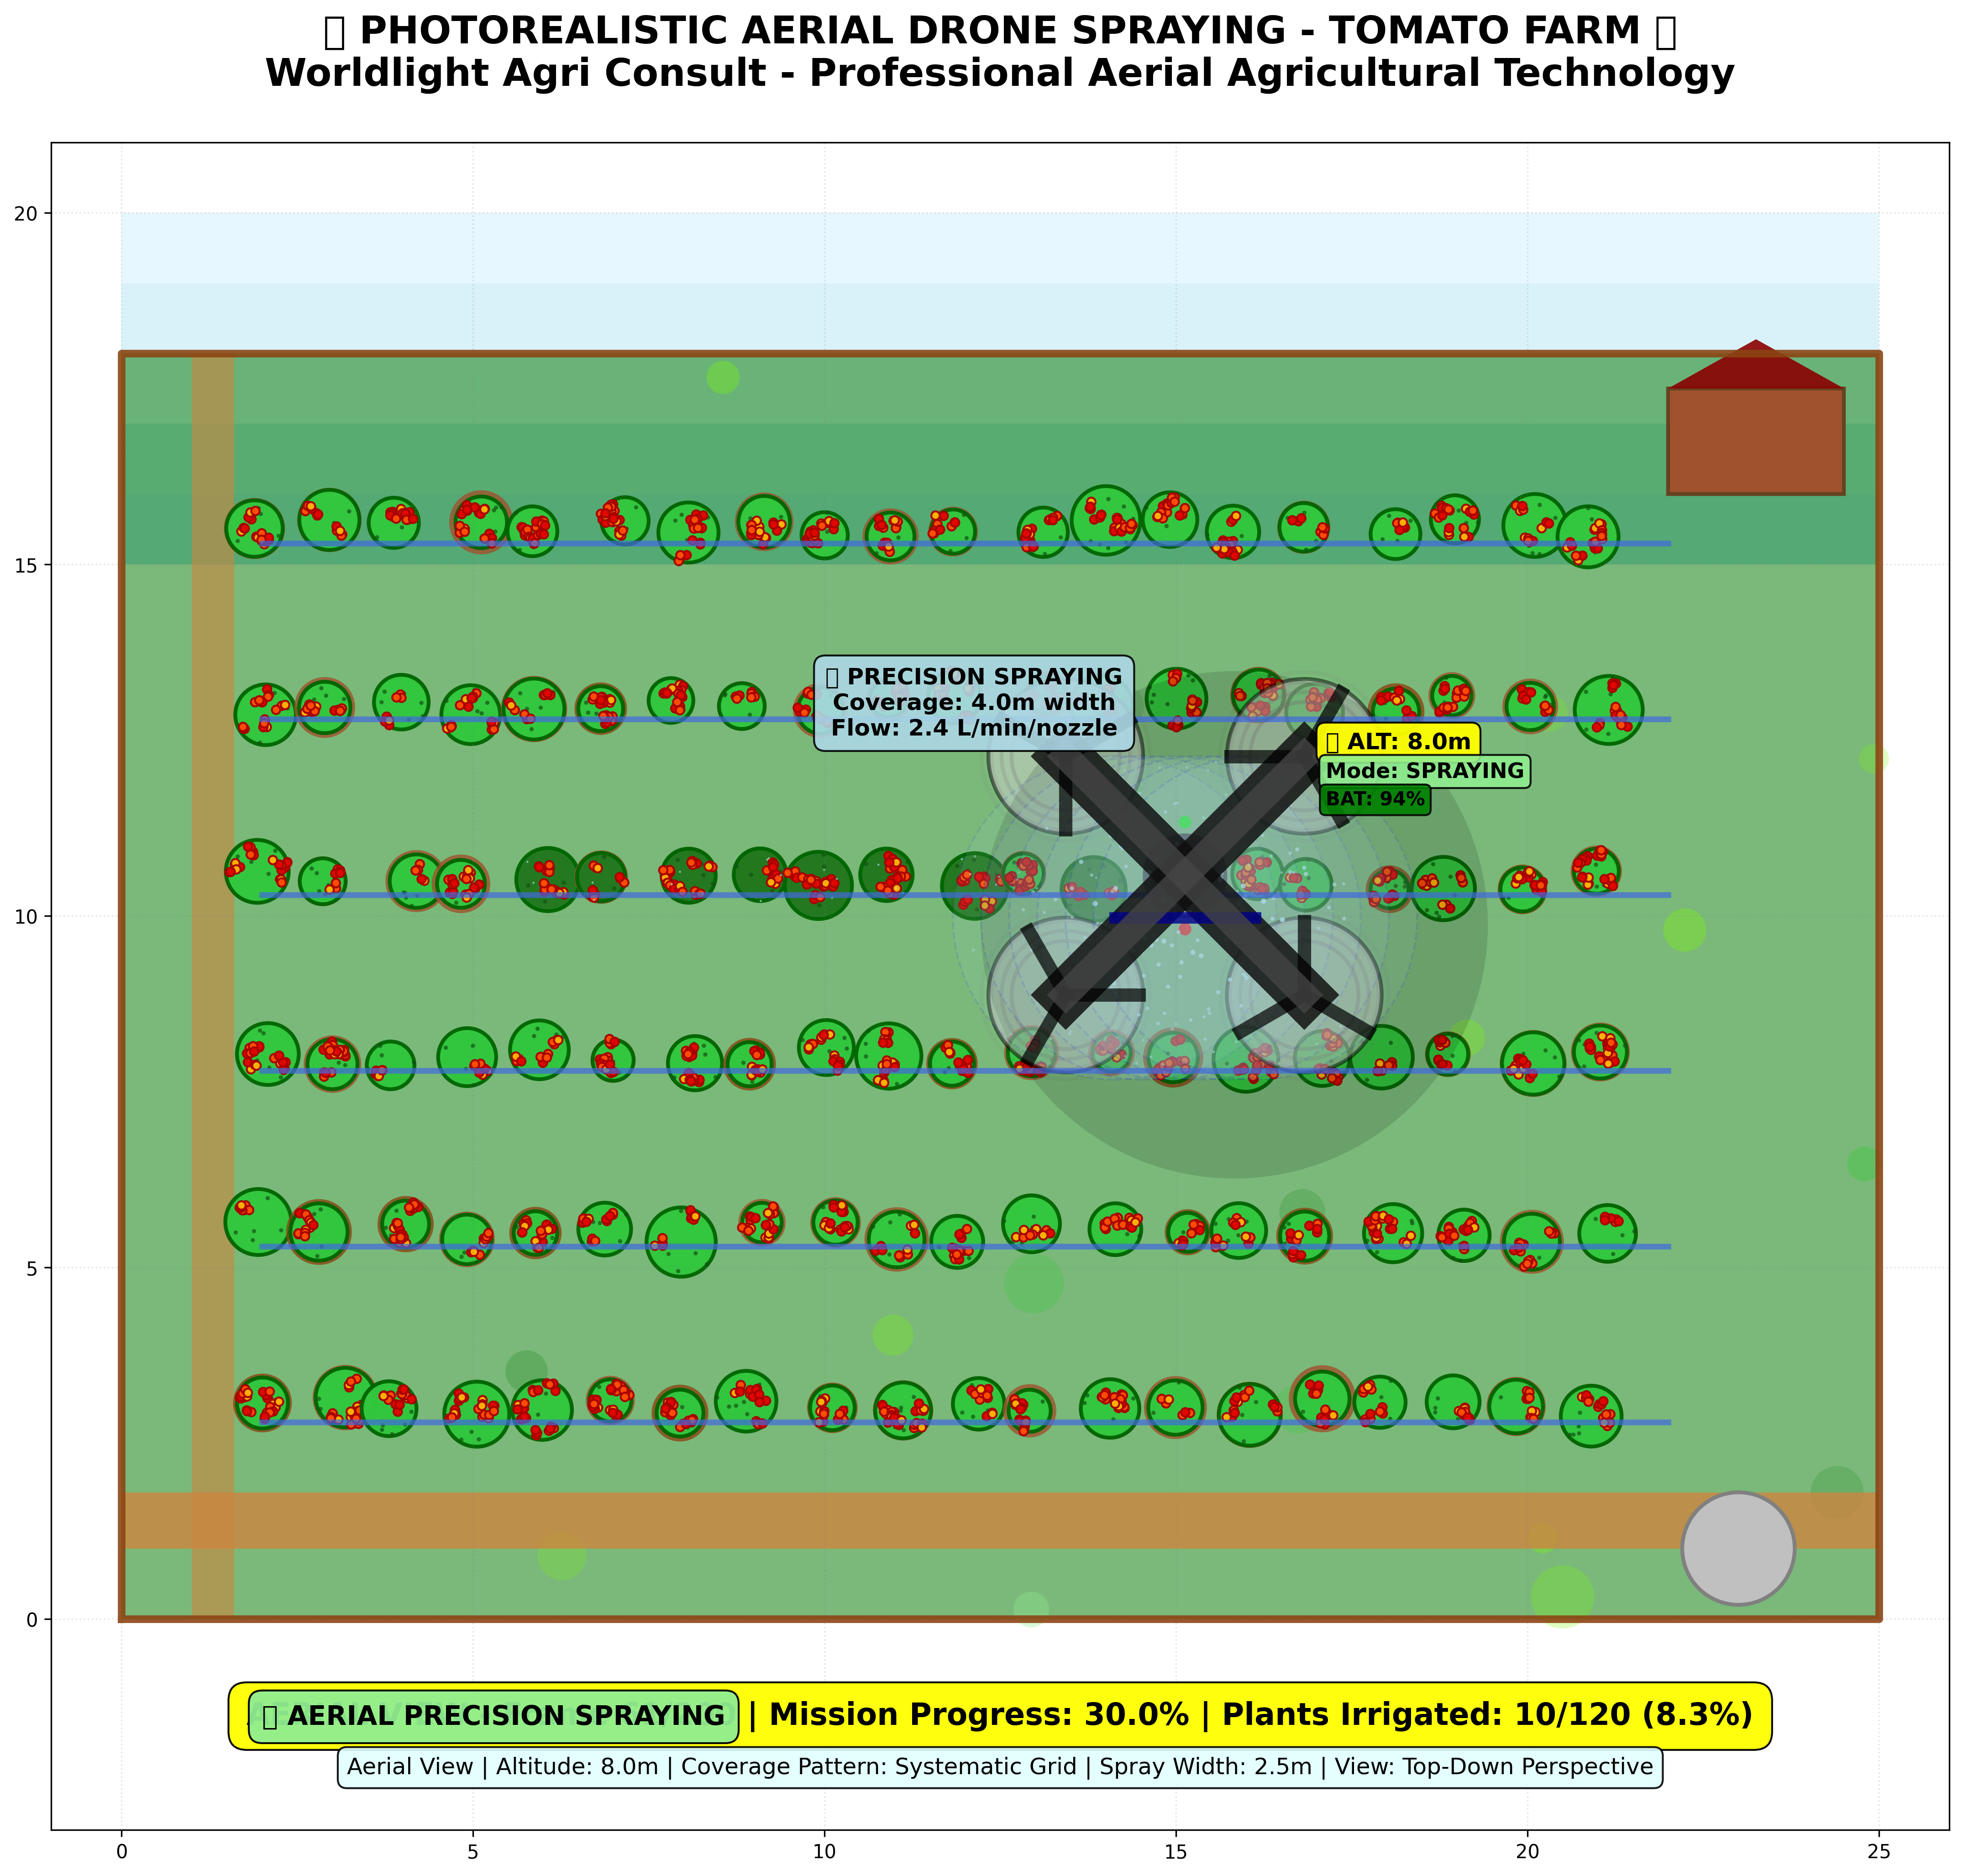 PHOTOREALISTIC AERIAL DRONE SPRAYING - TOMATO FARM
Worldlight Agri Consult - Professional Aerial Agricultural Technology
20
15
10
5
0
PRECISION SPRAYING
Coverage: 4.0m width
Flow: 2.4 L/min/nozzle
ALT: 8.0m
Mode: SPRAYING
BAT: 94%
0
5
10
15
20
25
AERIAL PRECISION SPRAYING | Mission Progress: 30.0% | Plants Irrigated: 10/120 (8.3%)
Aerial View | Altitude: 8.0m | Coverage Pattern: Systematic Grid | Spray Width: 2.5m | View: Top-Down Perspective